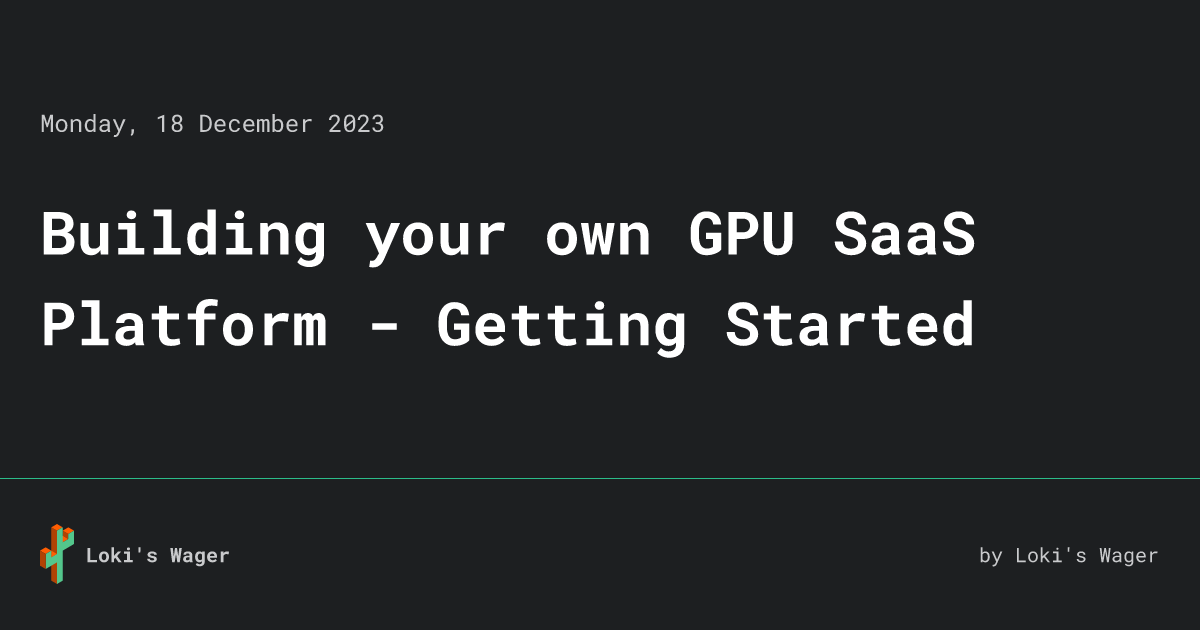 Monday, 18 December 2023
Building your own GPU SaaS
Platform - Getting Started
Loki's Wager
by Loki's Wager